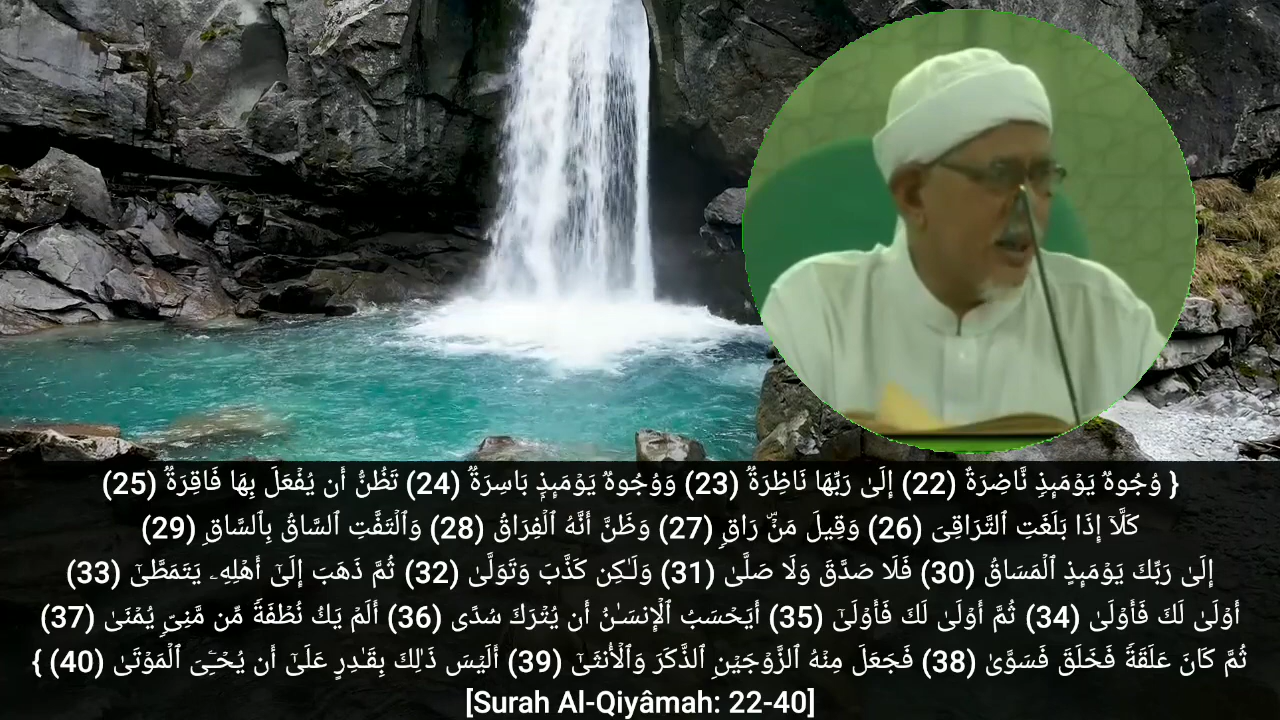 { وُجُوهٌ يَوْمَئِذٍ نَّاضِرَةٌ (22) إِلَىٰ رَبِّهَا نَاظِرَةٌ (23) وَوُجُوهٌ يَوْمَئِذٍ بَاسِرَةٌ (24) تَظُنُّ أَن يُفْعَلَ بِهَا فَاقِرَةٌ (25)
كَلَّآ إِذَا بَلَغَتِ ٱلتَّرَاقِىَ (26) وَقِيلَ مَنْ ۜ رَاقٍ (27) وَظَنَّ أَنَّهُ ٱلْفِرَاقُ (28) وَٱلْتَفَّتِ ٱلسَّاقُ بِٱلسَّاقِ (29)
إِلَىٰ رَبِّكَ يَوْمَئِذٍ ٱلْمَسَاقُ (30) فَلَا صَدَّقَ وَلَا صَلَّىٰ (31) وَلَـٰكِن كَذَّبَ وَتَوَلَّىٰ (32) ثُمَّ ذَهَبَ إِلَىٰٓ أَهْلِهِۦ يَتَمَطَّىٰٓ (33)
أَوْلَىٰ لَكَ فَأَوْلَىٰ (34) ثُمَّ أَوْلَىٰ لَكَ فَأَوْلَىٰٓ (35) أَيَحْسَبُ ٱلْإِنسَـٰنُ أَن يُتْرَكَ سُدًى (36) أَلَمْ يَكُ نُطْفَةً مِّن مَّنِىٍّ يُمْنَىٰ (37)
ثُمَّ كَانَ عَلَقَةً فَخَلَقَ فَسَوَّىٰ (38) فَجَعَلَ مِنْهُ ٱلزَّوْجَيْنِ ٱلذَّكَرَ وَٱلْأُنثَىٰٓ (39) أَلَيْسَ ذَٰلِكَ بِقَـٰدِرٍ عَلَىٰٓ أَن يُحْـِۧىَ ٱلْمَوْتَىٰ (40) }
[Surah Al-Qiyâmah: 22-40]